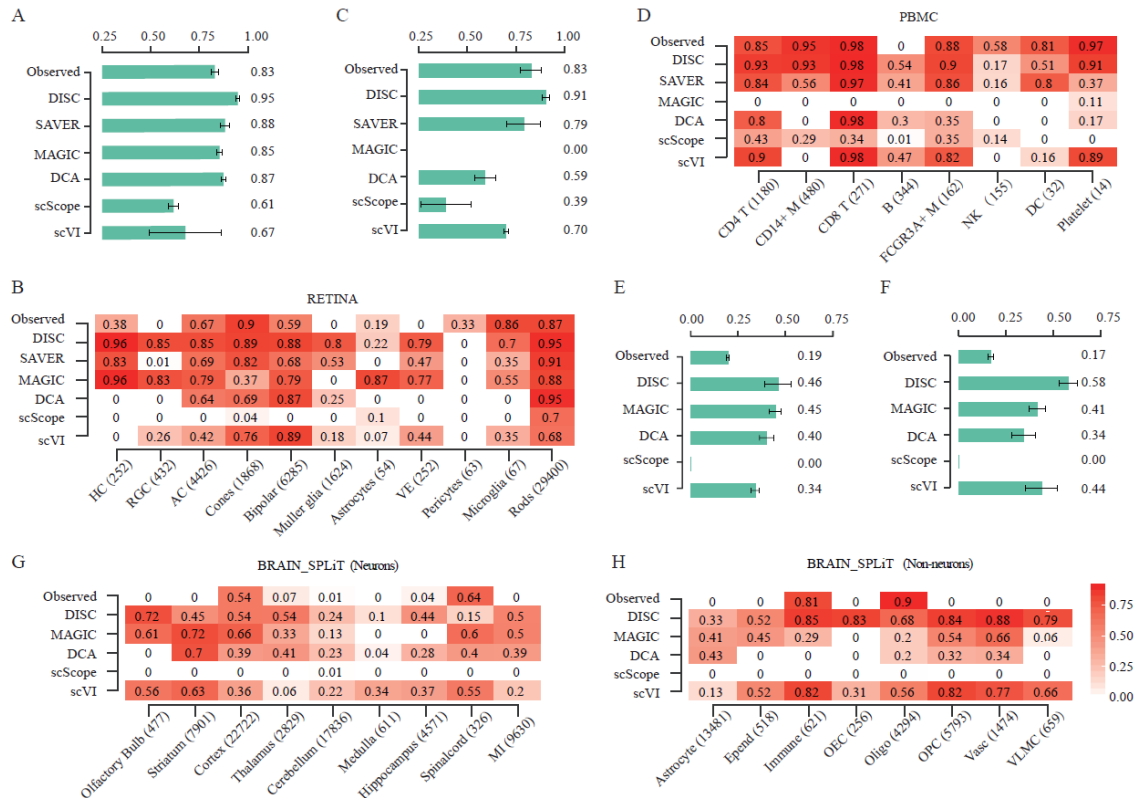 A
0.25 0.50 0.75 1.00
Observed 0.83
DISC 0.95
SAVER 0.88
MAGIC 0.85
DCA 0.87
scScope 0.61
scVI 0.67
C
0.25 0.50 0.75 1.00
Observed 0.83
DISC 0.91
SAVER 0.79
MAGIC 0.00
DCA 0.59
scScope 0.39
scVI 0.70
D
PBMC
Observed 0.85 0.95 0.98 0 0.88 0.58 0.81 0.97
DISC 0.93 0.93 0.98 0.54 0.9 0.17 0.51 0.91
SAVER 0.84 0.56 0.97 0.41 0.86 0.16 0.8 0.37
MAGIC 0 0 0 0 0 0 0 0.11
DCA 0.8 0 0.98 0.3 0.35 0 0 0.17
scScope 0.43 0.29 0.34 0.01 0.35 0.14 0 0
scVI 0.9 0 0.98 0.47 0.82 0 0.16 0.89
CD4 T (1180) CD14+ M (480) CD8 T (271) B (344) FCGR3A+ M (162) NK (155) DC (32) Platelet (14)
B
RETINA
Observed 0.38 0 0.67 0.9 0.59 0 0.19 0 0.33 0.86 0.87
DISC 0.96 0.85 0.85 0.89 0.88 0.8 0.22 0.79 0 0.7 0.95
SAVER 0.83 0.01 0.69 0.82 0.68 0.53 0 0.47 0 0.35 0.91
MAGIC 0.96 0.83 0.79 0.37 0.79 0 0.87 0.77 0 0.55 0.88
DCA 0 0 0.64 0.69 0.87 0.25 0 0 0 0 0.95
scScope 0 0 0 0.04 0 0 0.1 0 0 0 0.7
scVI 0 0.26 0.42 0.76 0.89 0.18 0.07 0.44 0 0.35 0.68
HC (252) RGC (432) AC (4426) Cones (1868) Bipolar (6285) Muller glia (1624) Astrocytes (54) VE (252) Pericytes (63) Microglia (67) Rods (29400)
E
0.00 0.25 0.50 0.75
Observed 0.19
DISC 0.46
MAGIC 0.45
DCA 0.40
scScope 0.00
scVI 0.34
F
0.00 0.25 0.50 0.75
Observed 0.17
DISC 0.58
MAGIC 0.41
DCA 0.34
scScope 0.00
scVI 0.44
G
BRAIN_SPLiT (Neurons)
Observed 0 0 0.54 0.07 0.01 0 0.04 0.64 0
DISC 0.72 0.45 0.54 0.54 0.24 0.1 0.44 0.15 0.5
MAGIC 0.61 0.72 0.66 0.33 0.13 0 0 0.6 0.5
DCA 0 0.7 0.39 0.41 0.23 0.04 0.28 0.4 0.39
scScope 0 0 0 0 0.01 0 0 0 0
scVI 0.56 0.63 0.36 0.06 0.22 0.34 0.37 0.55 0.2
Olfactory Bulb (477) Striatum (7901) Cortex (22722) Thalamus (2829) Cerebellum (17836) Medulla (611) Hippocampus (4571) Spinalcord (326) MI (9630)
H
BRAIN_SPLiT (Non-neurons)
Observed 0 0 0.81 0 0.9 0 0 0
DISC 0.33 0.52 0.85 0.83 0.68 0.84 0.88 0.79
MAGIC 0.41 0.45 0.29 0 0.2 0.54 0.66 0.06
DCA 0.43 0 0 0 0.2 0.32 0.34 0
scScope 0 0 0 0 0 0 0 0
scVI 0.13 0.52 0.82 0.31 0.56 0.82 0.77 0.66
Astrocyte (13481) Epend (518) Immune (621) OEC (256) Oligo (4294) OPC (5793) Vasc (1474) VLMC (659)
0.75
0.50
0.25
0.00